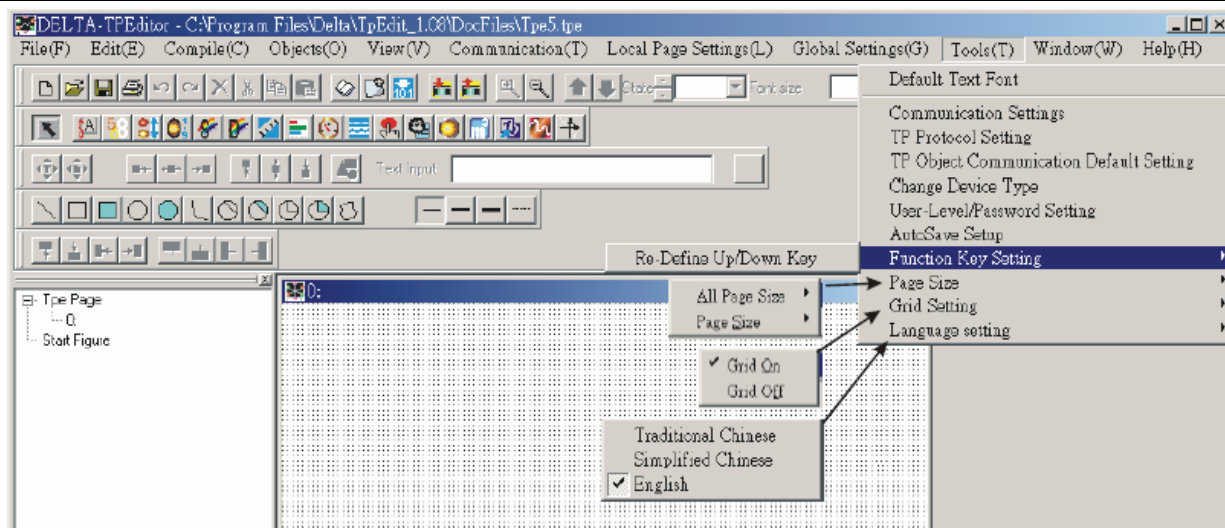 DELTA-TPEditor - C:\Program Files\Delta\TpEdit_1.08\DocFiles\Tpe5.tpe
File(F) Edit(E) Compile(C) Objects(O) View(V) Communication(T) Local Page Settings(L) Global Settings(G) Tools(T) Window(W) Help(H)
State
Font size
Text input
Default Text Font
Communication Settings
TP Protocol Setting
TP Object Communication Default Setting
Change Device Type
User-Level/Password Setting
AutoSave Setup
Function Key Setting
Page Size
Grid Setting
Language setting
Re-Define Up/Down Key
All Page Size
Page Size
Grid On
Grid Off
Traditional Chinese
Simplified Chinese
English
Tpe Page
0:
Start Figure
0: